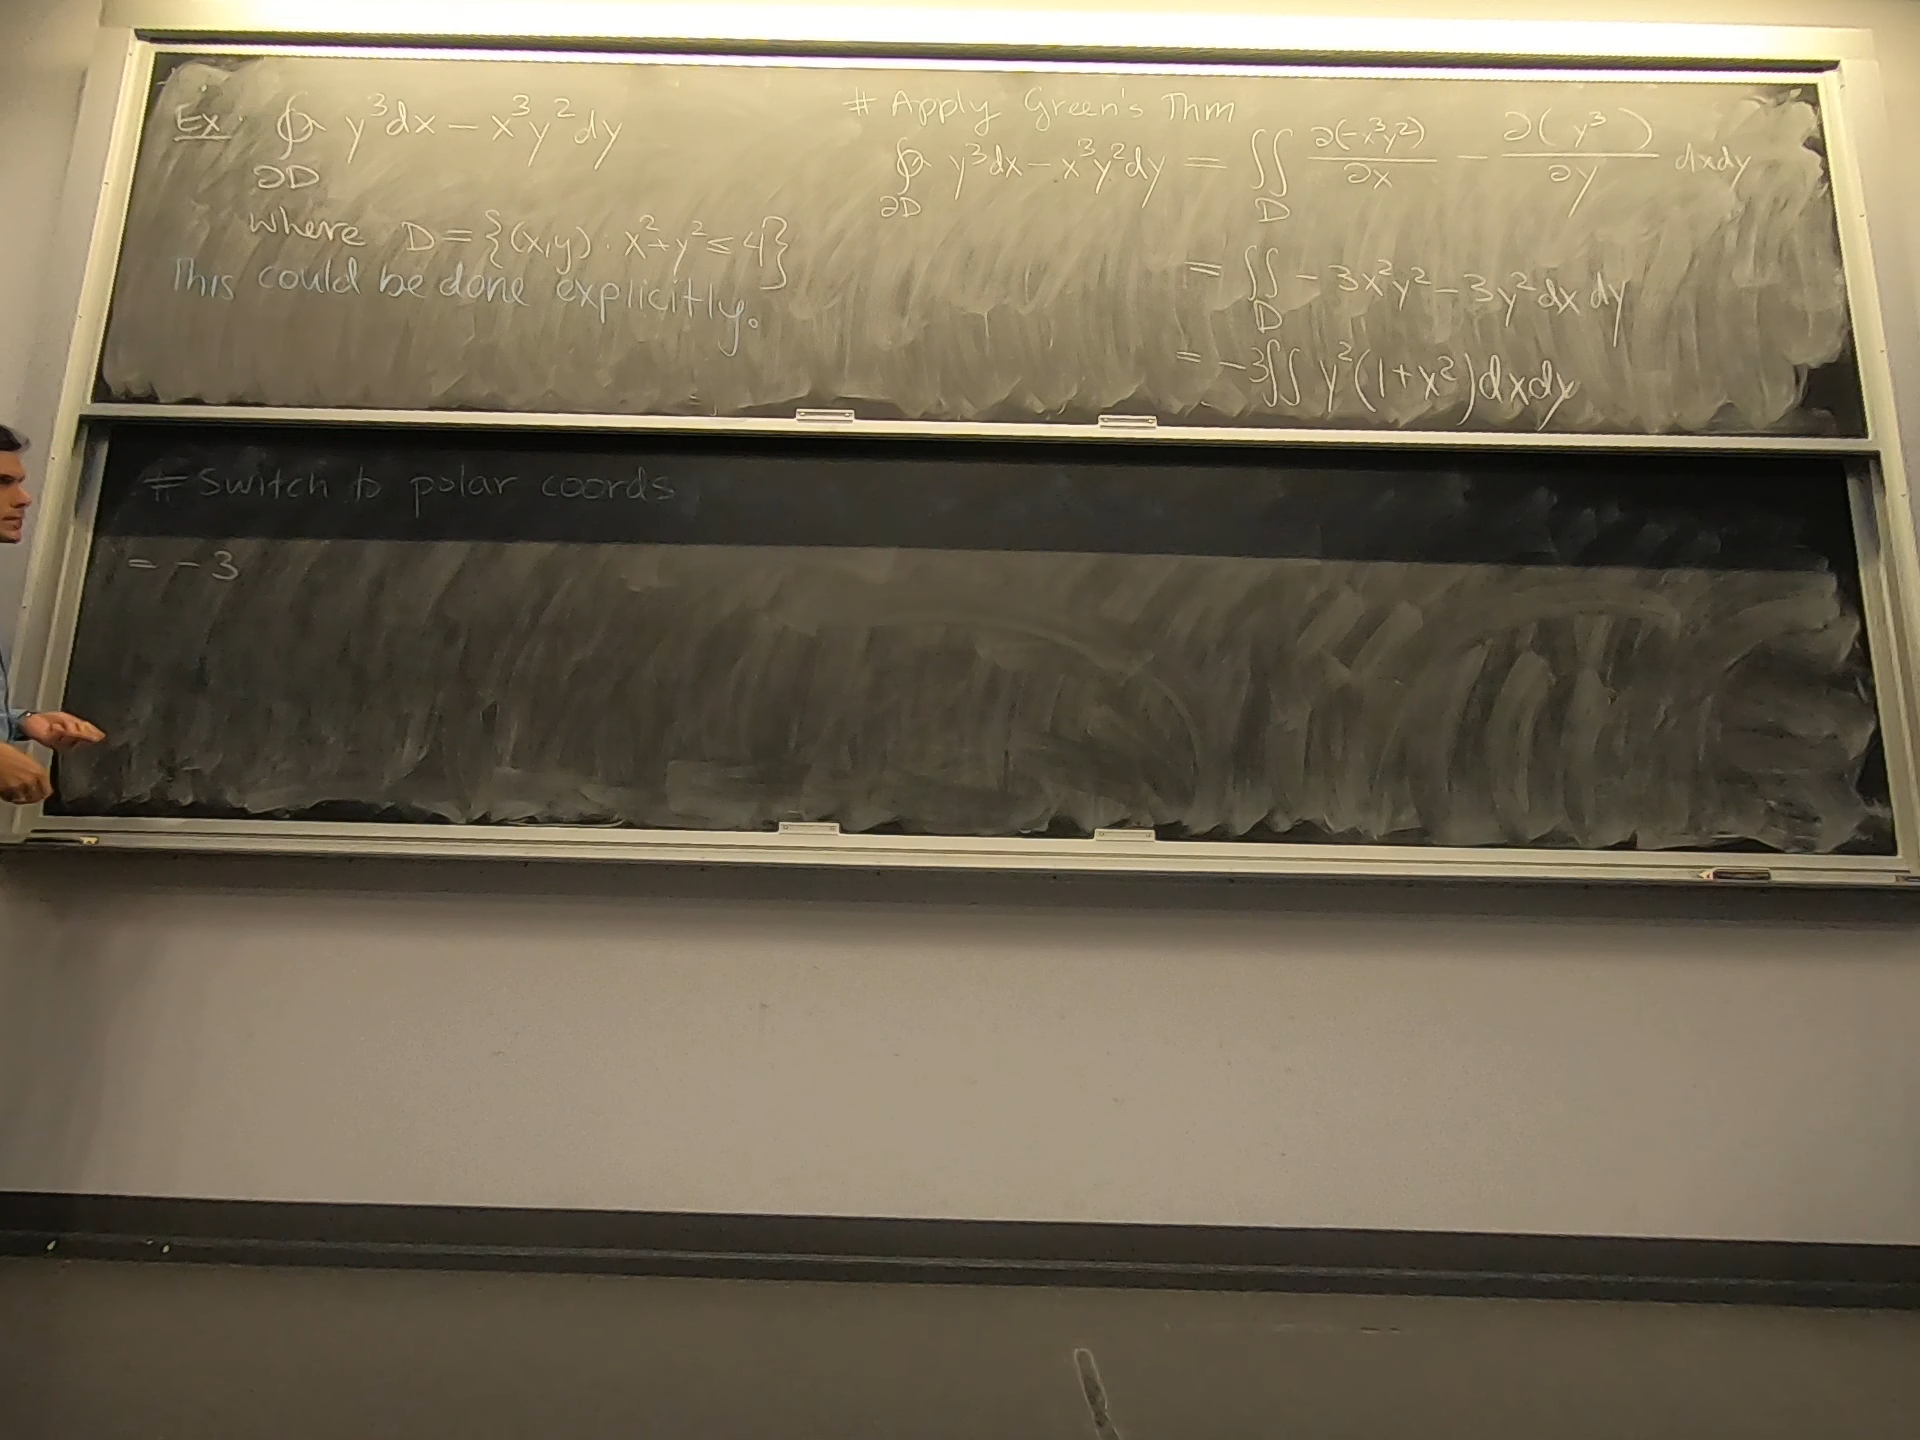 Ex: ∮ y³dx − x³y²dy
∂D
where D = {(x,y) : x²+y² ≤ 4}
This could be done explicitly.
# Apply Green's Thm
∮ y³dx − x³y²dy = ∬ ∂(−x³y²)/∂x − ∂(y³)/∂y dxdy
∂D D
= ∬ − 3x²y² − 3y² dx dy
D
= −3∬ y²(1+x²)dxdy
# Switch to polar coords
= −3